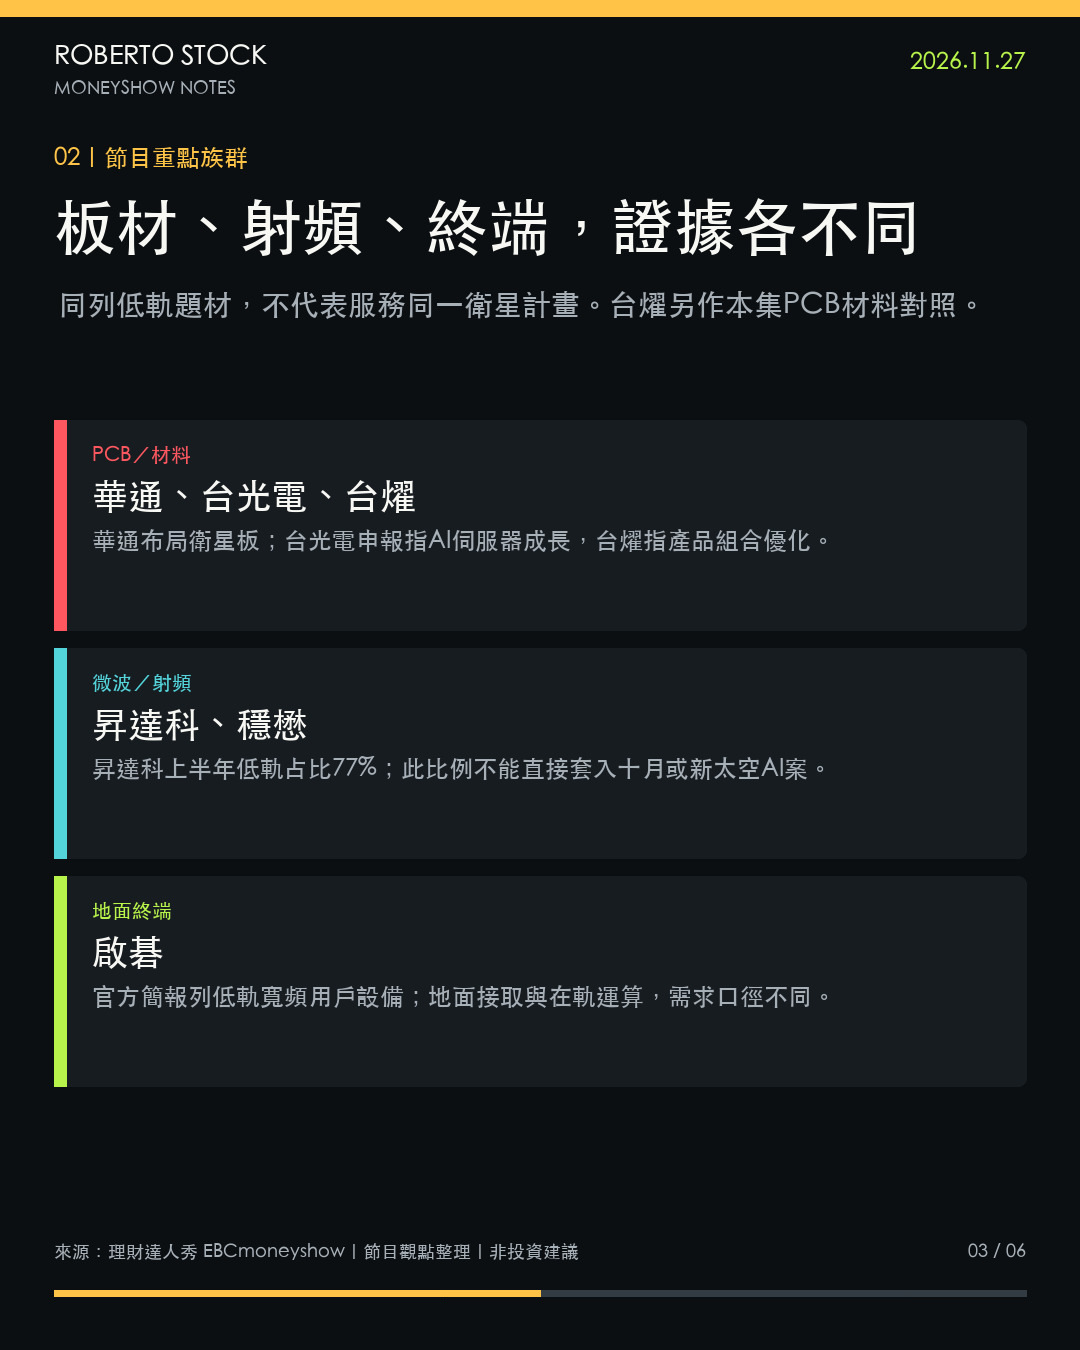 ROBERTO STOCK
MONEYSHOW NOTES
2026.11.27
02｜節目重點族群
板材、射頻、終端，證據各不同
同列低軌題材，不代表服務同一衛星計畫。台燿另作本集PCB材料對照。
PCB／材料
華通、台光電、台燿
華通布局衛星板；台光電申報指AI伺服器成長，台燿指產品組合優化。
微波／射頻
昇達科、穩懋
昇達科上半年低軌占比77%；此比例不能直接套入十月或新太空AI案。
地面終端
啟碁
官方簡報列低軌寬頻用戶設備；地面接取與在軌運算，需求口徑不同。
來源：理財達人秀 EBCmoneyshow｜節目觀點整理｜非投資建議
03 / 06